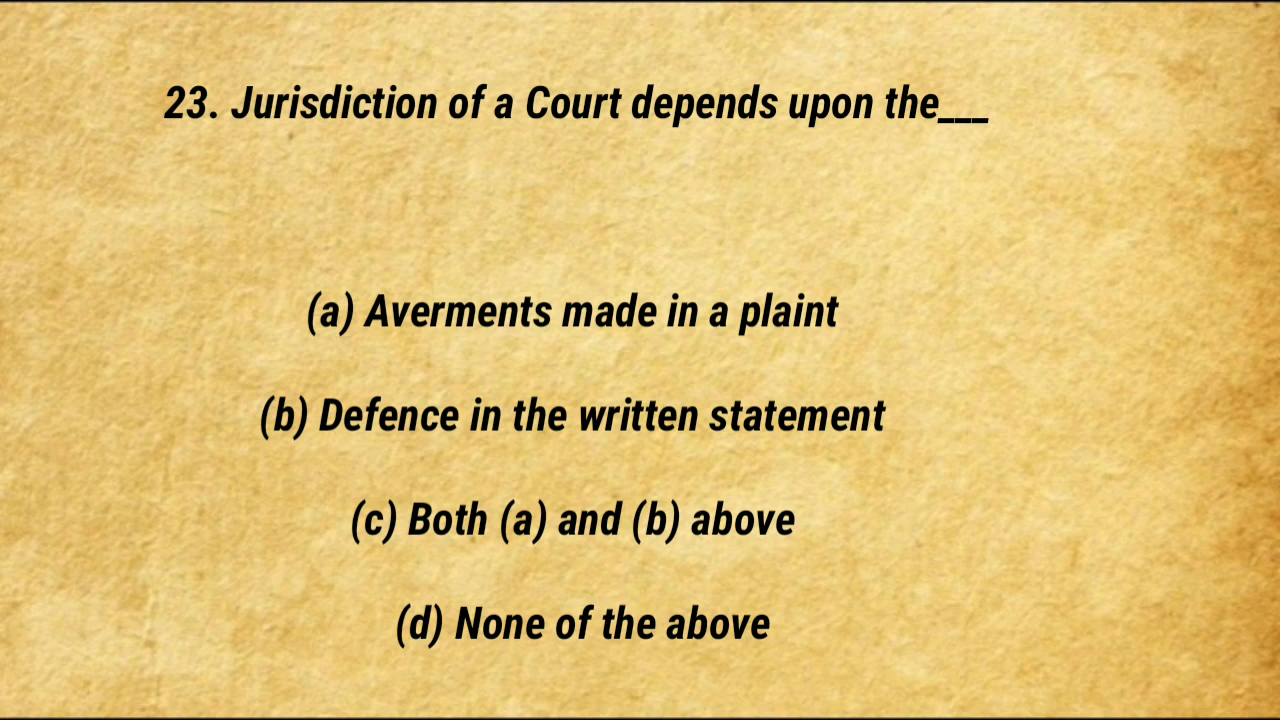 23. Jurisdiction of a Court depends upon the___
(a) Averments made in a plaint
(b) Defence in the written statement
(c) Both (a) and (b) above
(d) None of the above